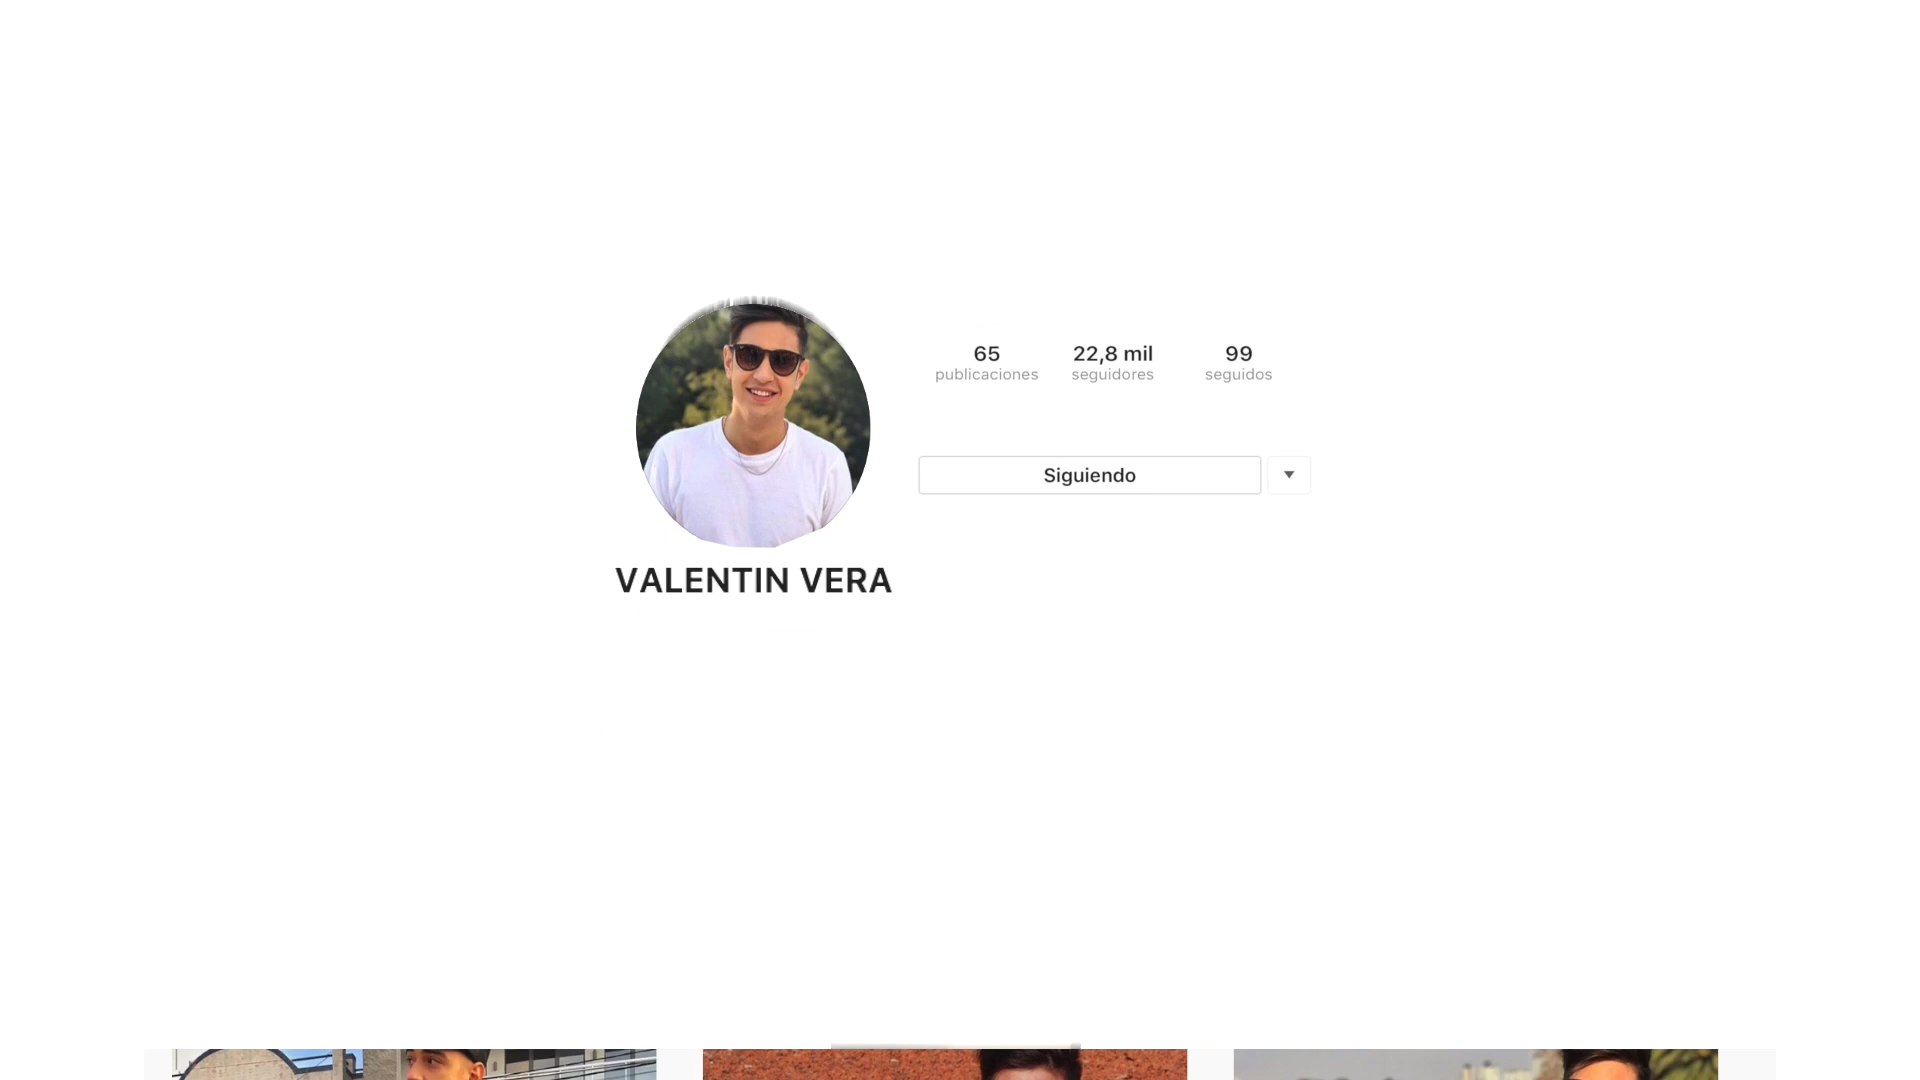 65
publicaciones
22,8 mil
seguidores
99
seguidos
Siguiendo
VALENTIN VERA